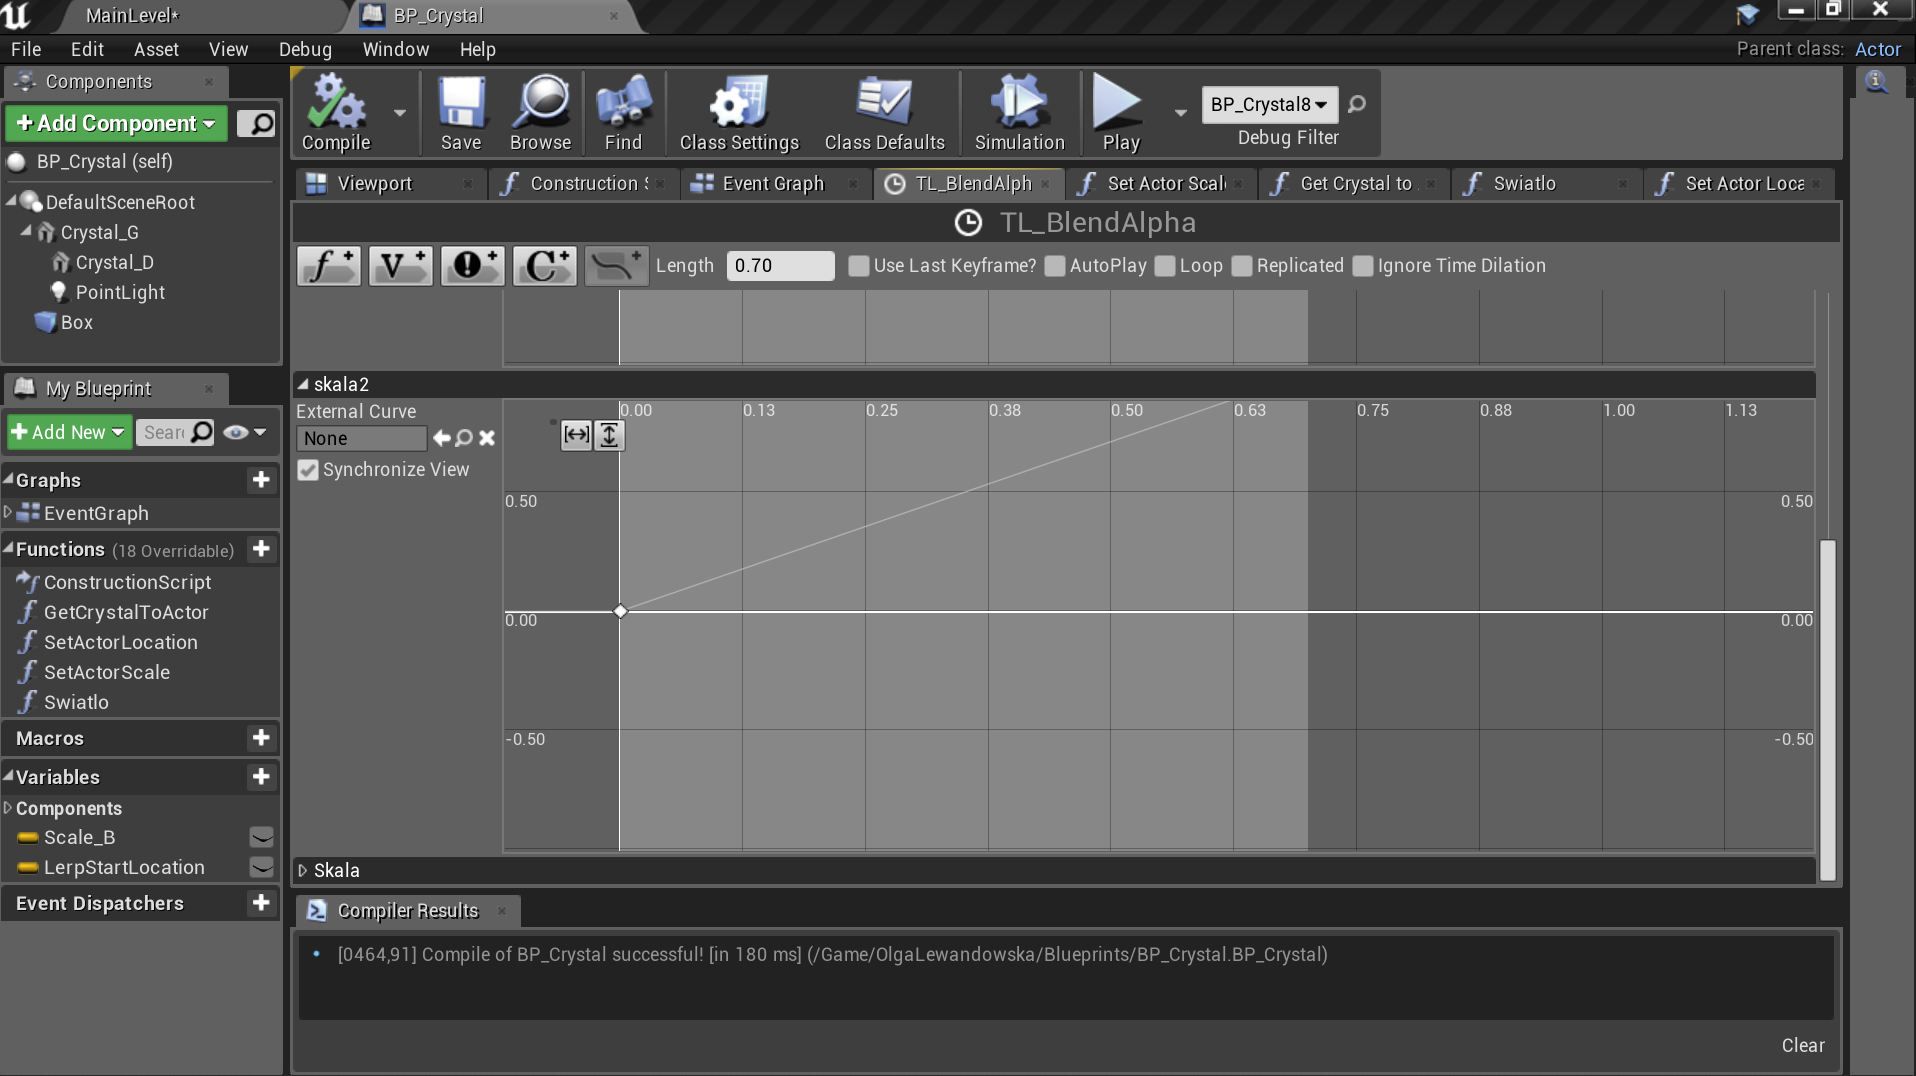 MainLevel*
BP_Crystal
File Edit Asset View Debug Window Help
Parent class: Actor
Components
Add Component
BP_Crystal (self)
DefaultSceneRoot
Crystal_G
Crystal_D
PointLight
Box
Compile Save Browse Find Class Settings Class Defaults Simulation Play
BP_Crystal8
Debug Filter
Viewport
Construction
Event Graph
TL_BlendAlph
Set Actor Scal
Get Crystal to
Swiatlo
Set Actor Loca
TL_BlendAlpha
Length 0.70 Use Last Keyframe? AutoPlay Loop Replicated Ignore Time Dilation
skala2
External Curve
None
Synchronize View
0.00 0.13 0.25 0.38 0.50 0.63 0.75 0.88 1.00 1.13
0.50 0.50
0.00 0.00
-0.50 -0.50
Skala
My Blueprint
Add New
Sear
Graphs
EventGraph
Functions (18 Overridable)
ConstructionScript
GetCrystalToActor
SetActorLocation
SetActorScale
Swiatlo
Macros
Variables
Components
Scale_B
LerpStartLocation
Event Dispatchers
Compiler Results
[0464,91] Compile of BP_Crystal successful! [in 180 ms] (/Game/OlgaLewandowska/Blueprints/BP_Crystal.BP_Crystal)
Clear